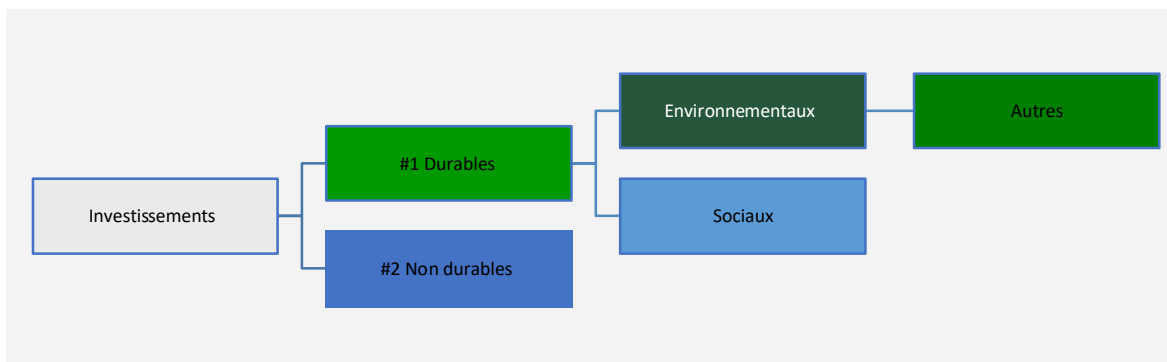 Investissements
#1 Durables
#2 Non durables
Environnementaux
Sociaux
Autres